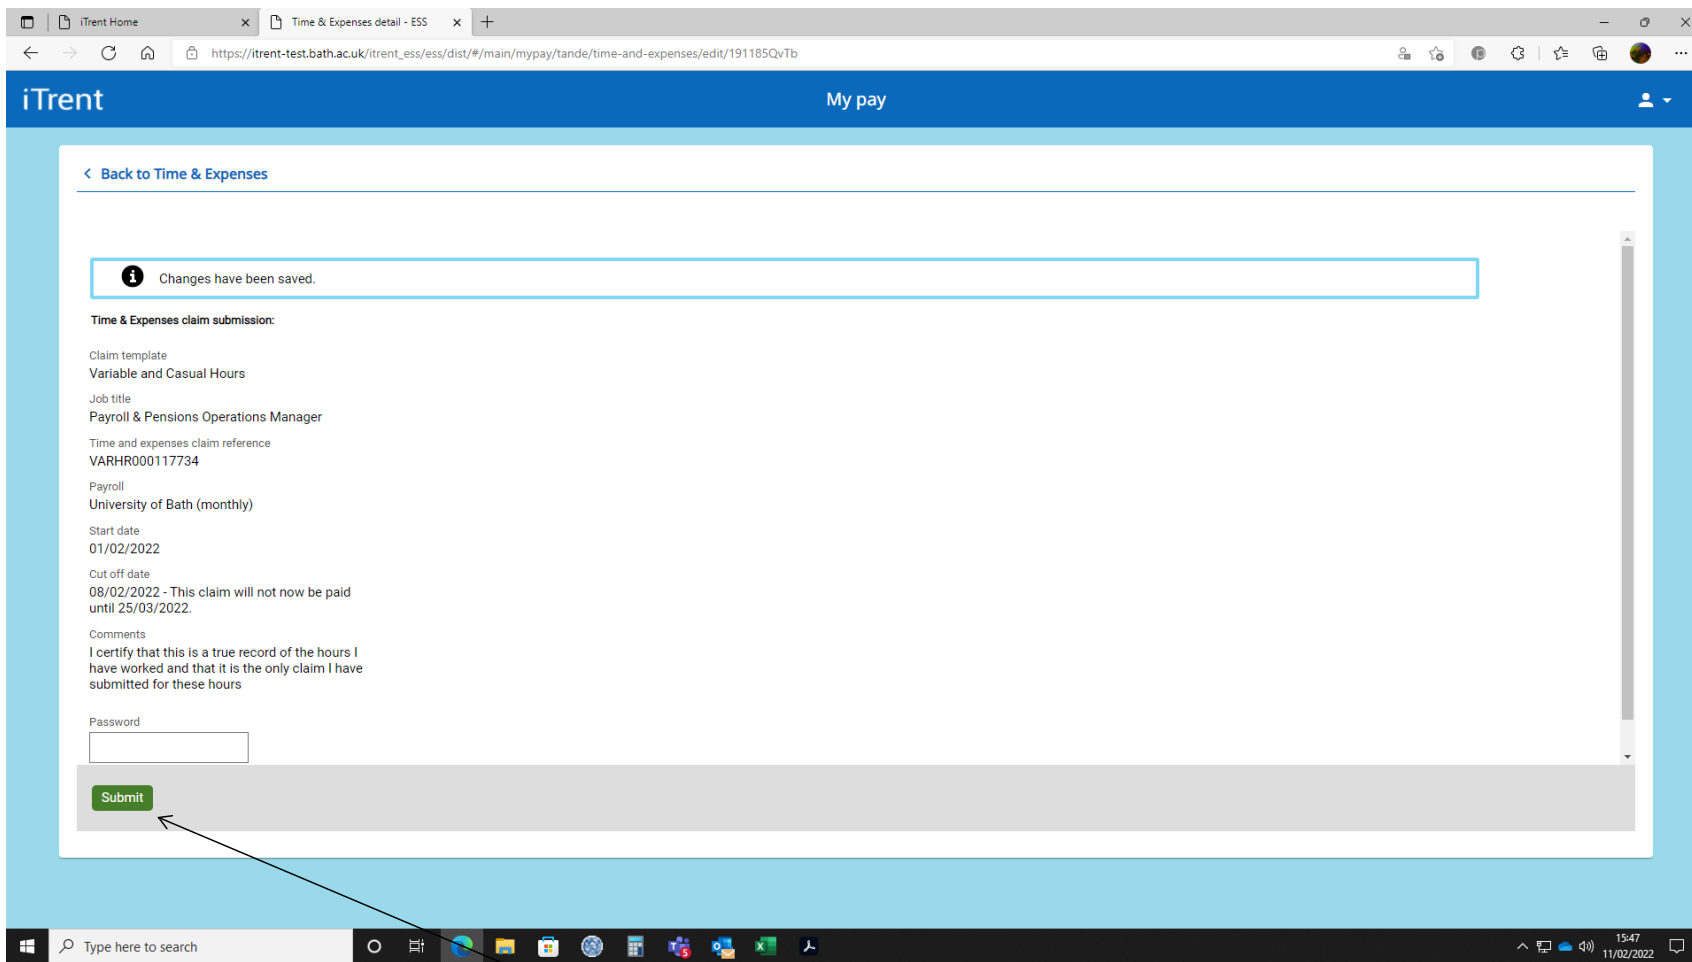 iTrent Home
Time & Expenses detail - ESS
https://itrent-test.bath.ac.uk/itrent_ess/ess/dist/#/main/mypay/tande/time-and-expenses/edit/191185QvTb
iTrent
My pay
Back to Time & Expenses
Changes have been saved.
Time & Expenses claim submission:
Claim template
Variable and Casual Hours
Job title
Payroll & Pensions Operations Manager
Time and expenses claim reference
VARHR000117734
Payroll
University of Bath (monthly)
Start date
01/02/2022
Cut off date
08/02/2022 - This claim will not now be paid
until 25/03/2022.
Comments
I certify that this is a true record of the hours I
have worked and that it is the only claim I have
submitted for these hours
Password
Submit
Type here to search
15:47
11/02/2022